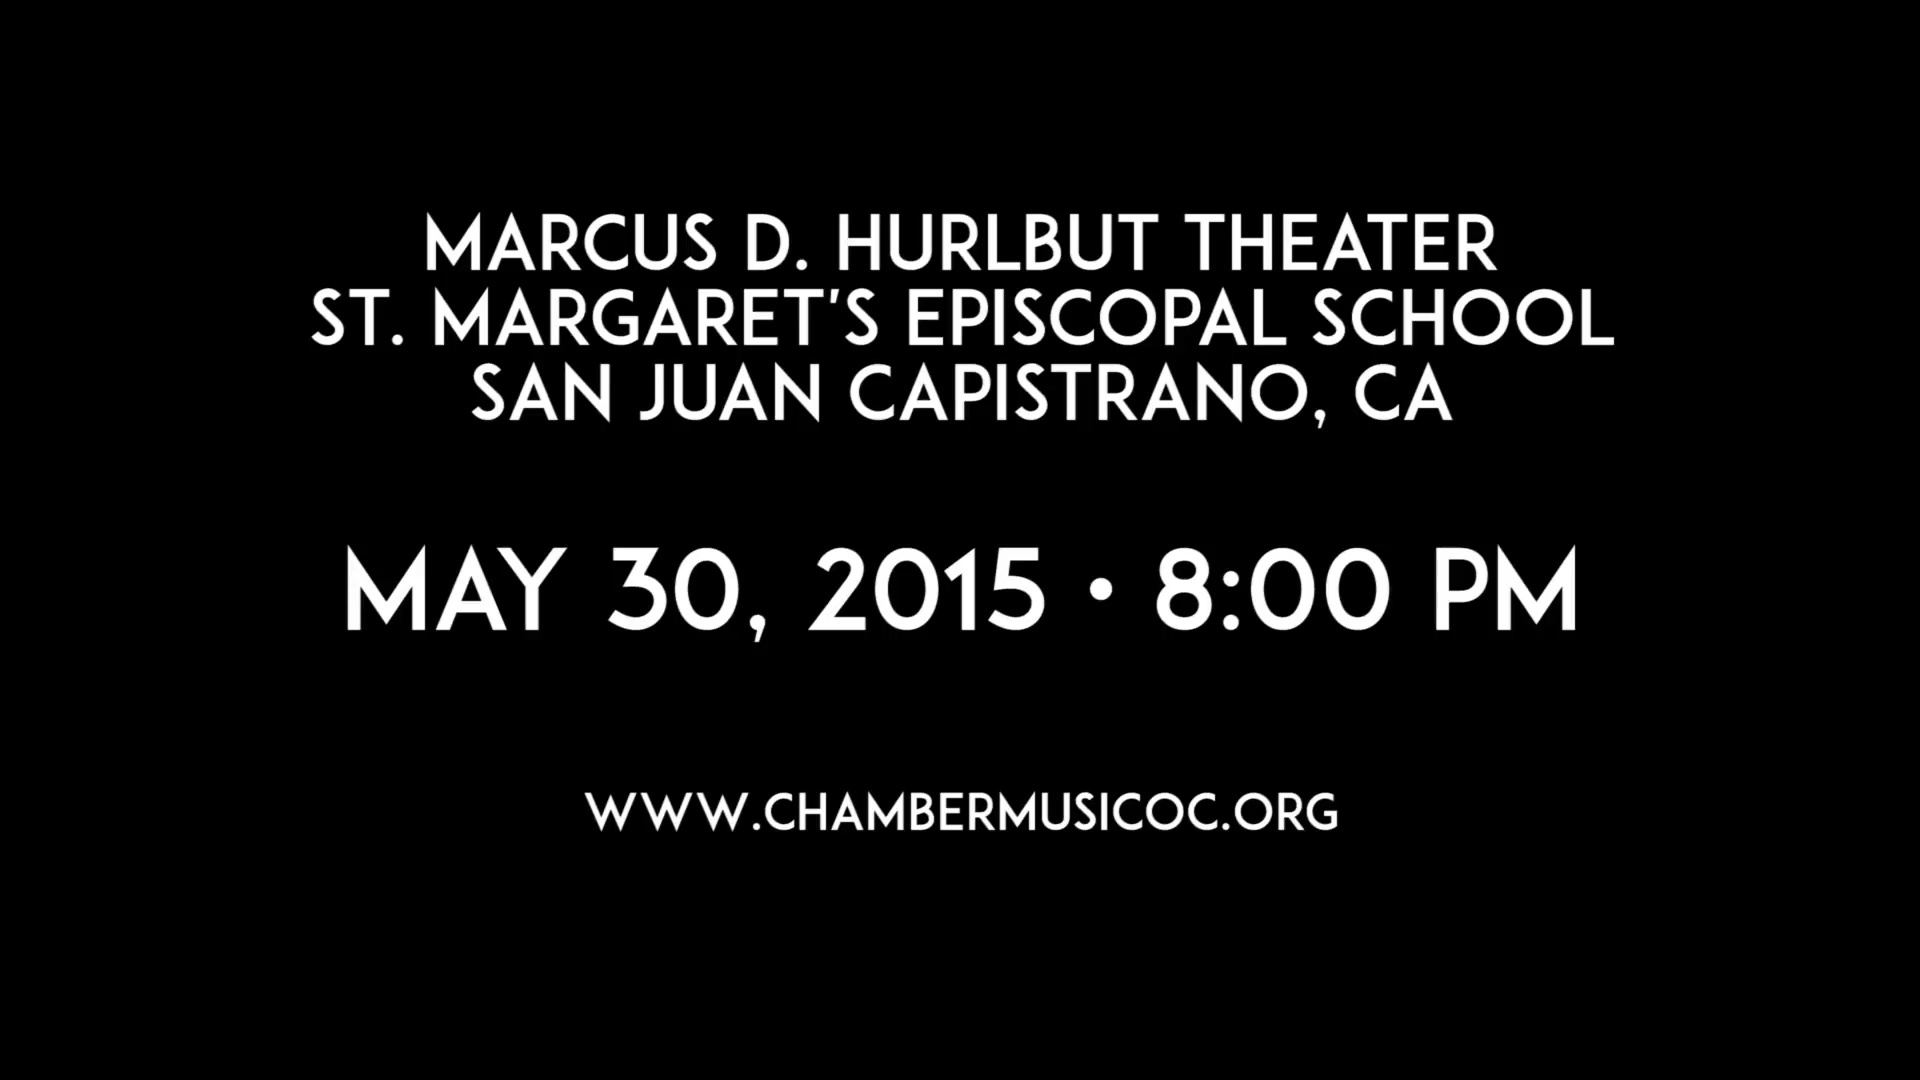 MARCUS D. HURLBUT THEATER
ST. MARGARET'S EPISCOPAL SCHOOL
SAN JUAN CAPISTRANO, CA
MAY 30, 2015 • 8:00 PM
WWW.CHAMBERMUSICOC.ORG